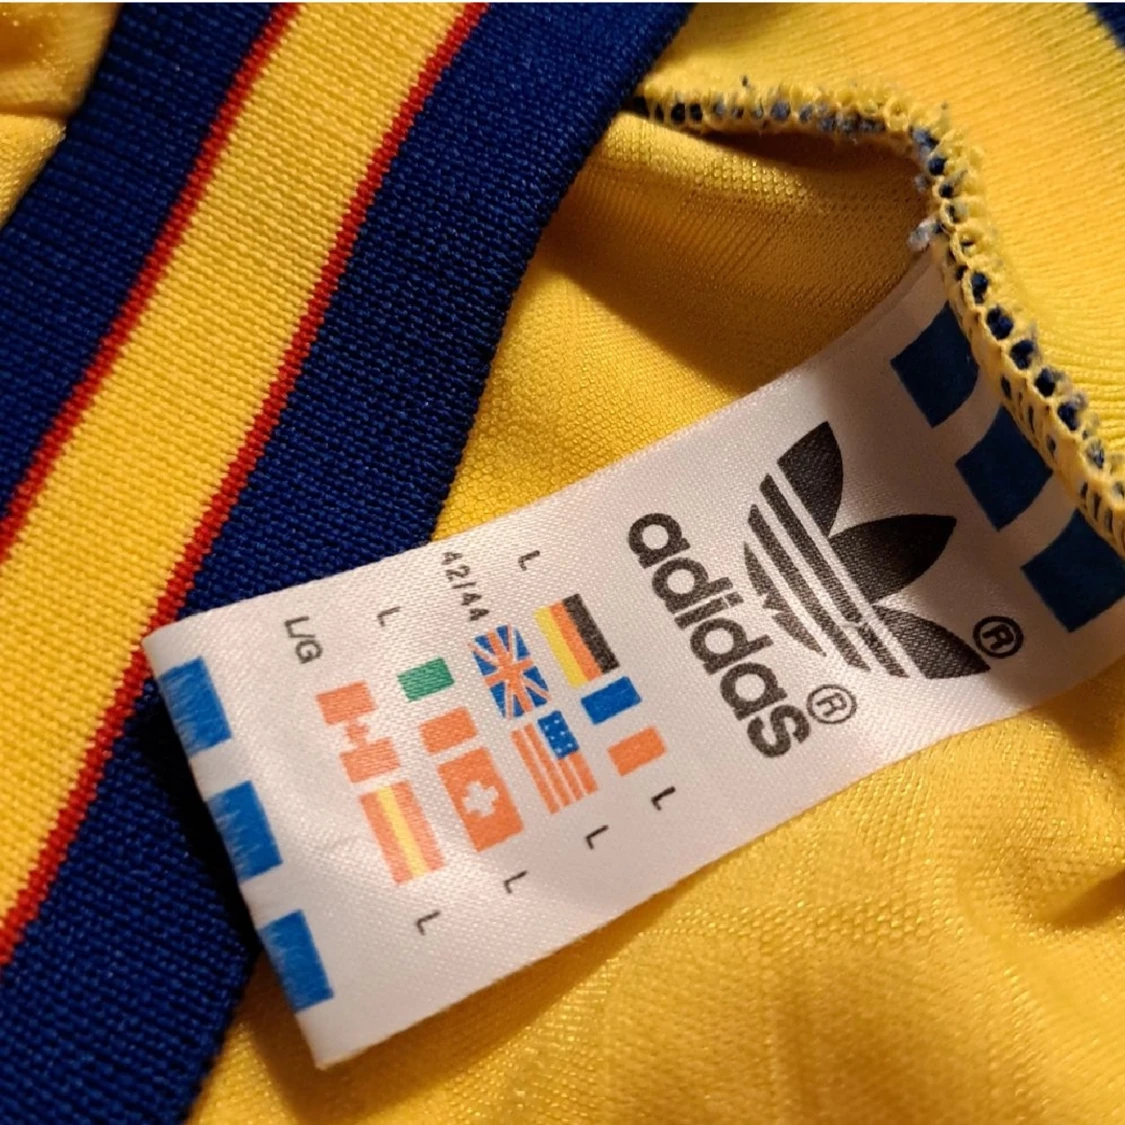 ®
adidas®
L L
42/44 L
L L
L/G L